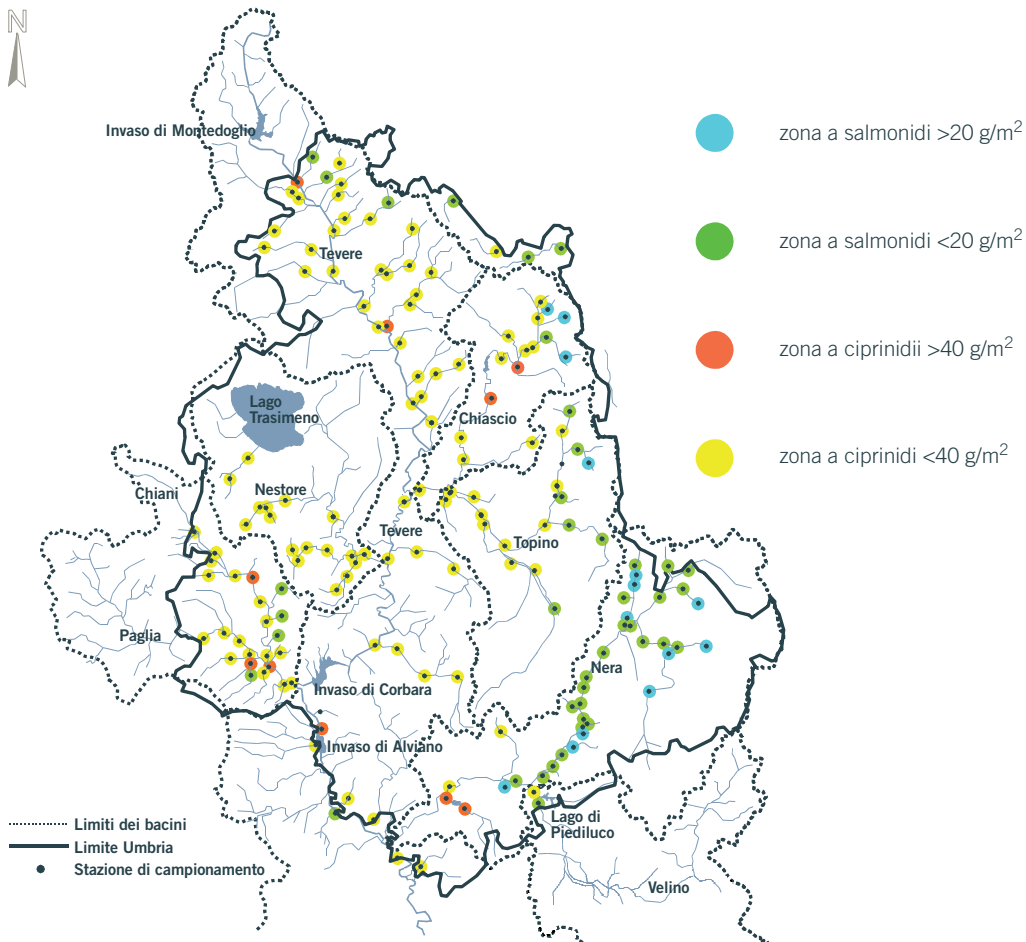 N
Invaso di Montedoglio
zona a salmonidi >20 g/m²
zona a salmonidi <20 g/m²
Tevere
zona a ciprinidii >40 g/m²
Lago
Trasimeno
Chiascio
zona a ciprinidi <40 g/m²
Chiani
Nestore
Tevere
Topino
Paglia
Nera
Invaso di Corbara
Invaso di Alviano
Lago di
Piediluco
Limiti dei bacini
Limite Umbria
Stazione di campionamento
Velino